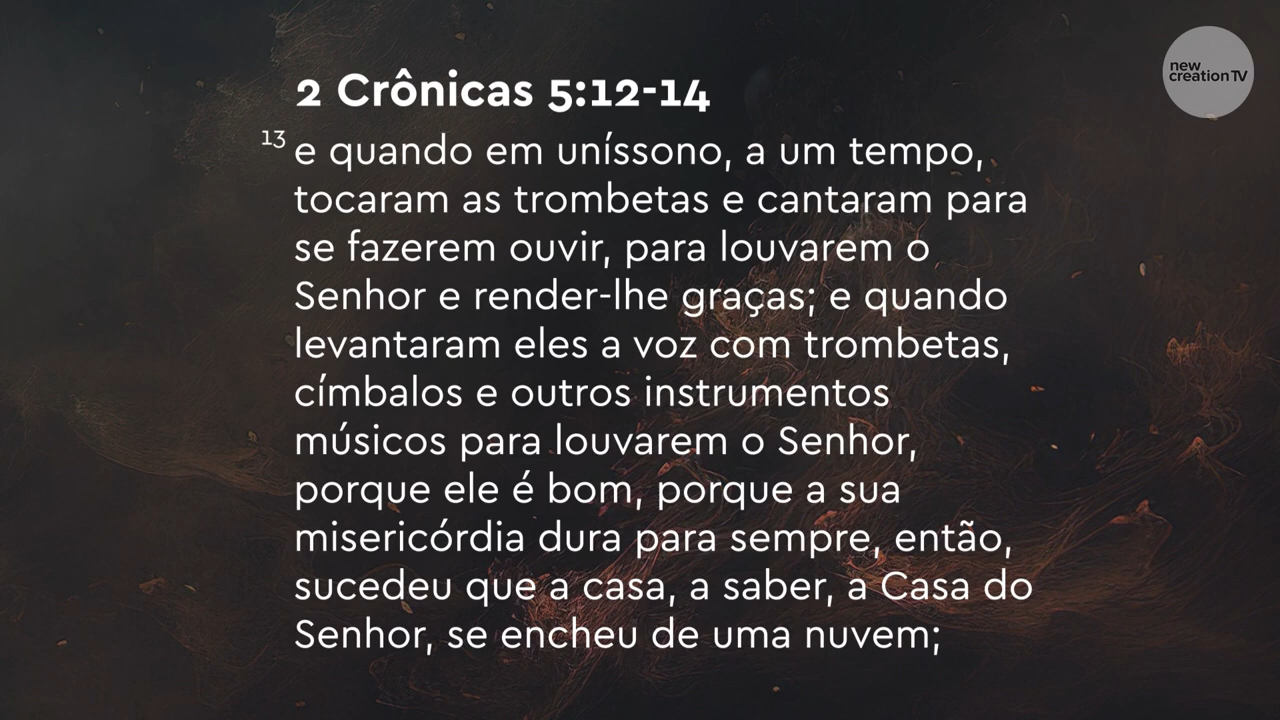 new
creation TV
2 Crônicas 5:12-14
13 e quando em uníssono, a um tempo,
tocaram as trombetas e cantaram para
se fazerem ouvir, para louvarem o
Senhor e render-lhe graças; e quando
levantaram eles a voz com trombetas,
címbalos e outros instrumentos
músicos para louvarem o Senhor,
porque ele é bom, porque a sua
misericórdia dura para sempre, então,
sucedeu que a casa, a saber, a Casa do
Senhor, se encheu de uma nuvem;